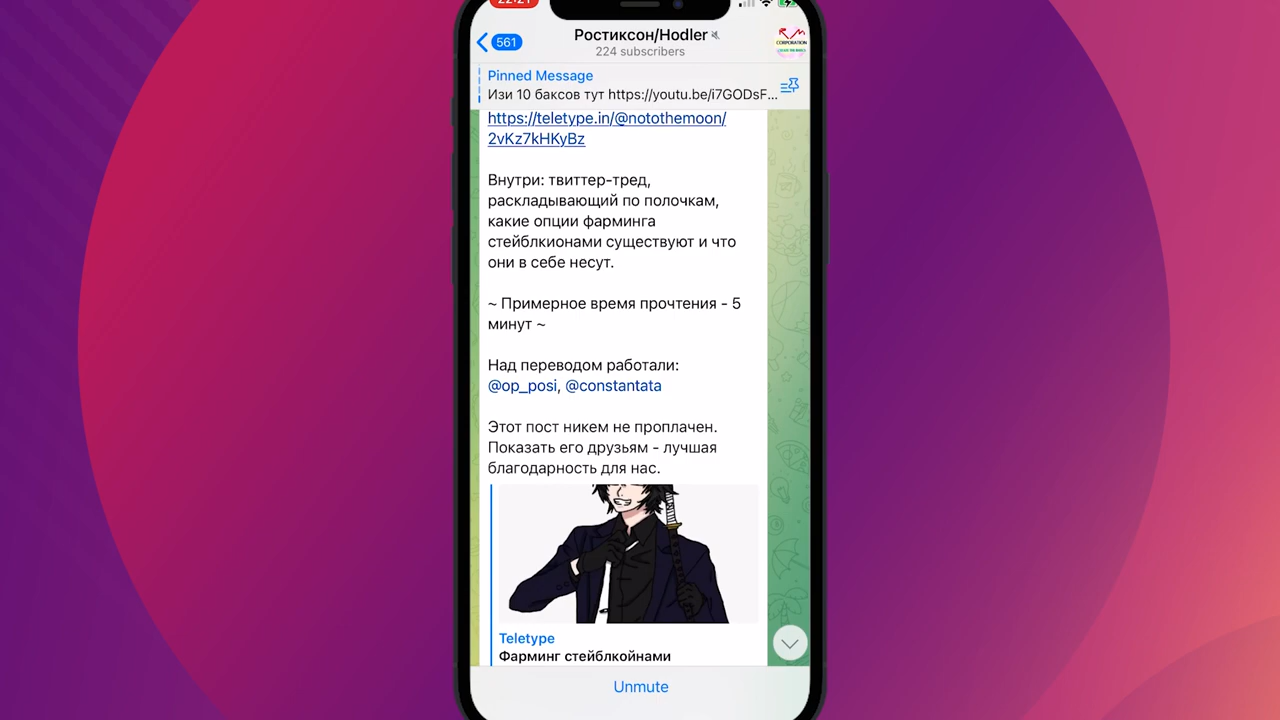 22:21
561
Ростиксон/Hodler
224 subscribers
CORPORATION
Pinned Message
Изи 10 баксов тут https://youtu.be/i7GODsF...
https://teletype.in/@notothemoon/
2vKz7kHKyBz
Внутри: твиттер-тред,
раскладывающий по полочкам,
какие опции фарминга
стейблкионами существуют и что
они в себе несут.
~ Примерное время прочтения - 5
минут ~
Над переводом работали:
@op_posi, @constantata
Этот пост никем не проплачен.
Показать его друзьям - лучшая
благодарность для нас.
Teletype
Фарминг стейблкойнами
Unmute